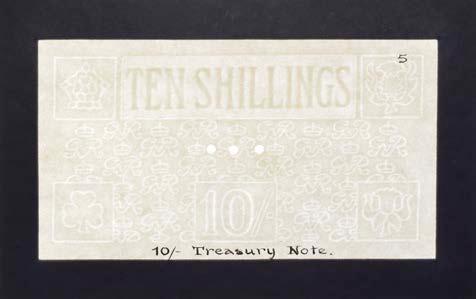 5
TEN SHILLINGS
10/-
10/- Treasury Note.